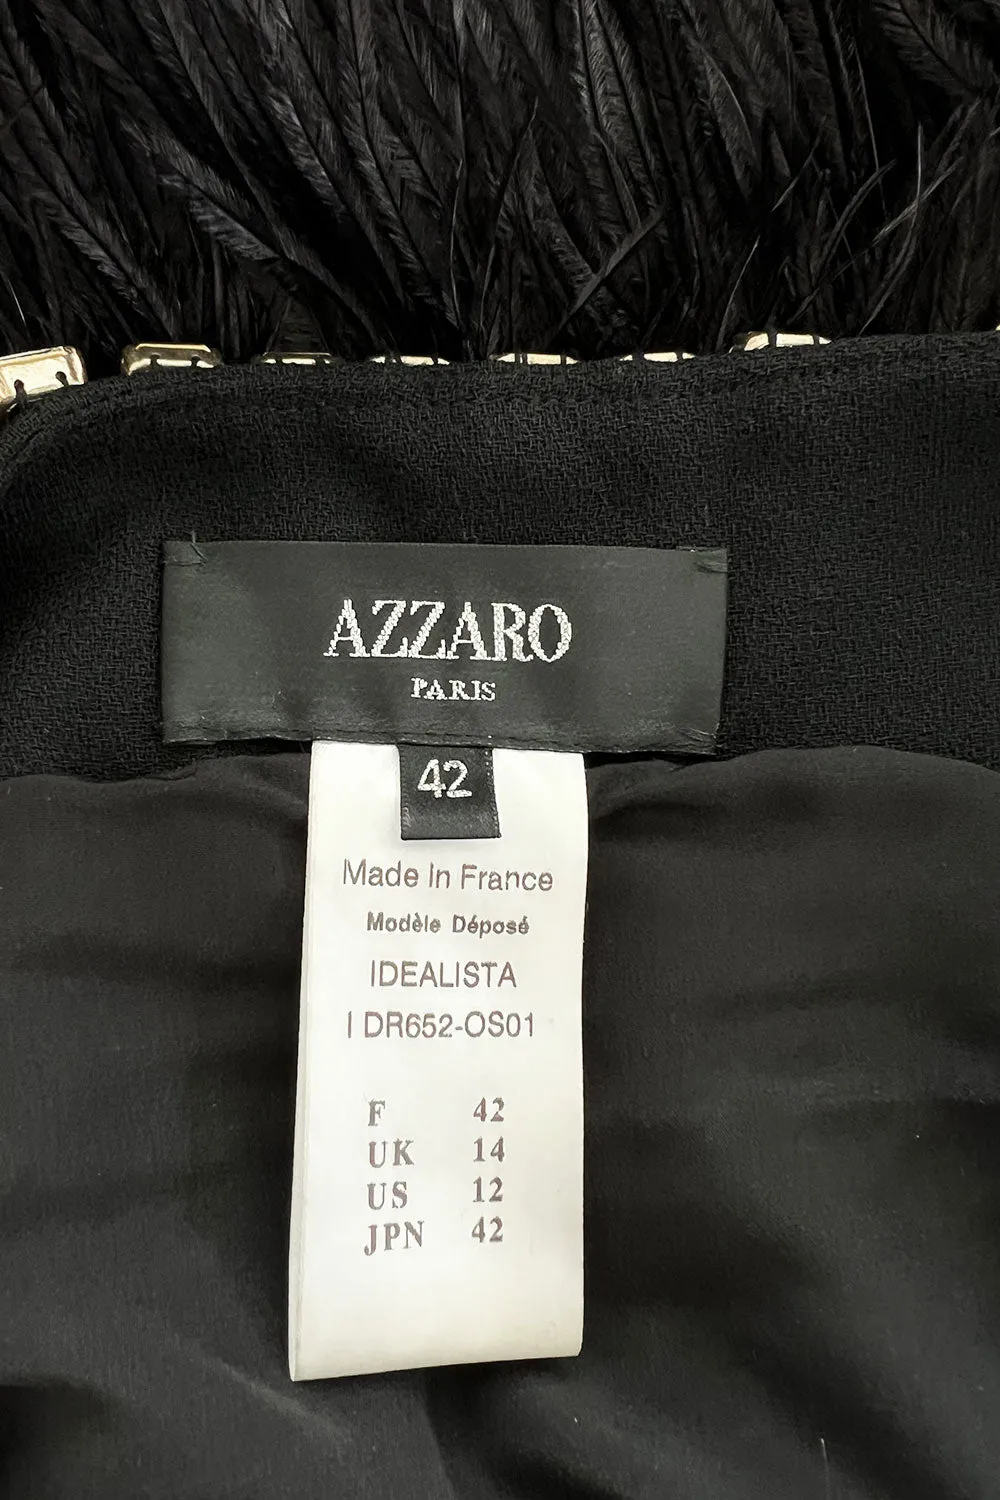 AZZARO
PARIS
42
Made In France
Modèle Déposé
IDEALISTA
I DR652-OS01
F 42
UK 14
US 12
JPN 42